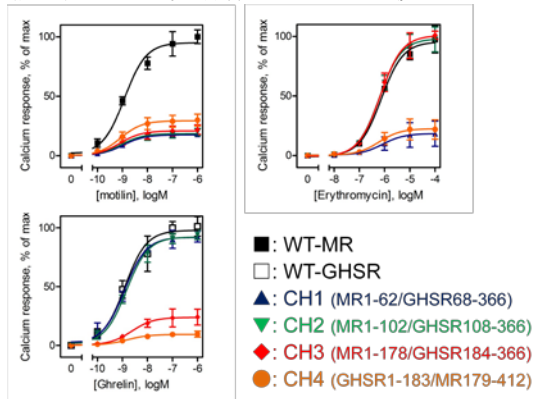 Calcium response, % of max
100
50
0
0
-10
-9
-8
-7
-6
[motilin], logM
Calcium response, % of max
100
50
0
0
-8
-7
-6
-5
-4
[Erythromycin], logM
Calcium response, % of max
100
50
0
0
-10
-9
-8
-7
-6
[Ghrelin], logM
: WT-MR
: WT-GHSR
: CH1 (MR1-62/GHSR68-366)
: CH2 (MR1-102/GHSR108-366)
: CH3 (MR1-178/GHSR184-366)
: CH4 (GHSR1-183/MR179-412)